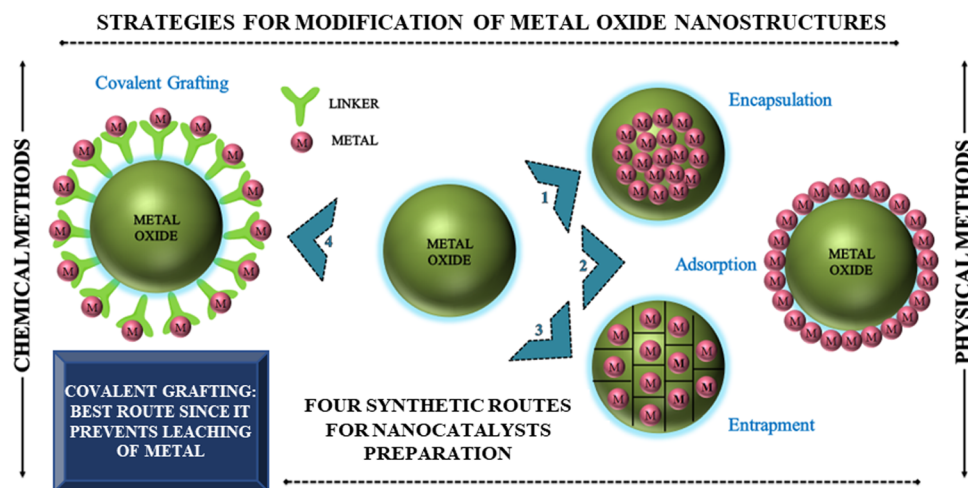 STRATEGIES FOR MODIFICATION OF METAL OXIDE NANOSTRUCTURES
CHEMICAL METHODS
Covalent Grafting
LINKER
METAL
M M M M M M M M M M M M M M M
METAL
OXIDE
4
METAL
OXIDE
1
2
3
Encapsulation
M M M M M M M M M M M M M M M M M M M
Adsorption
METAL
OXIDE
M M M M M M M M M M M M M M M M M M M M M M M M
M M M M M M M M M M M M M
Entrapment
PHYSICAL METHODS
COVALENT GRAFTING:
BEST ROUTE SINCE IT
PREVENTS LEACHING
OF METAL
FOUR SYNTHETIC ROUTES
FOR NANOCATALYSTS
PREPARATION